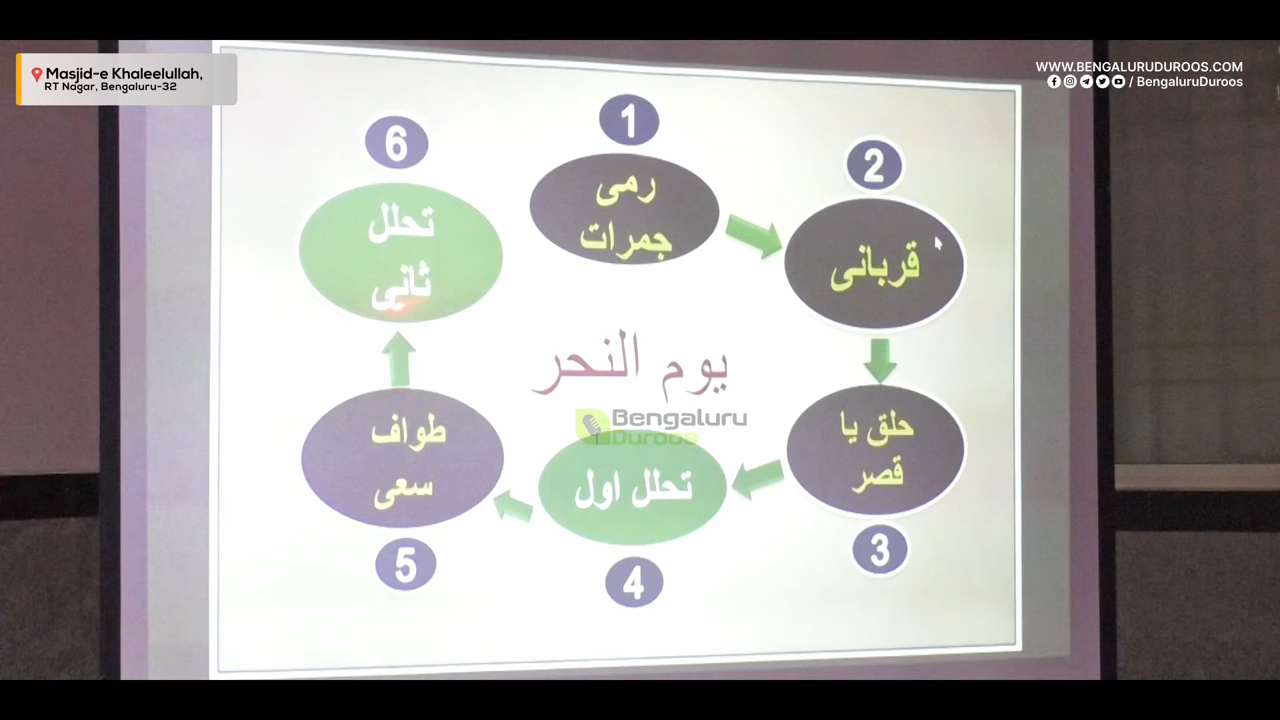 Masjid-e Khaleelullah,
RT Nagar, Bengaluru-32
WWW.BENGALURUDUROOS.COM
/ BengaluruDuroos
1
رمی
جمرات
2
قربانی
حلق یا
قصر
3
تحلل اول
4
طواف
سعی
5
6
تحلل
ثانی
یوم النحر
Bengaluru
Duroos